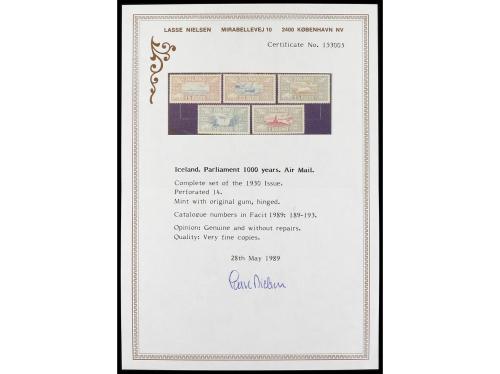 LASSE NIELSEN MIRABELLEVEJ 10 2400 KØBENHAVN NV
Certificate No. 153003
Iceland. Parliament 1000 years. Air Mail.
Complete set of the 1930 Issue.
Perforated 14.
Mint with original gum, hinged.
Catalogue numbers in Facit 1989: 189-193.
Opinion: Genuine and without repairs.
Quality: Very fine copies.
28th May 1989
Lasse Nielsen